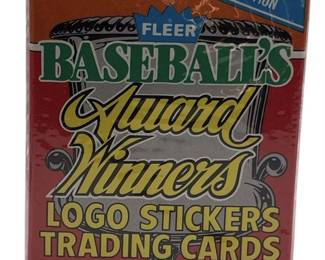 FLEER
BASEBALL'S
Award
Winners
LOGO STICKERS
TRADING CARDS